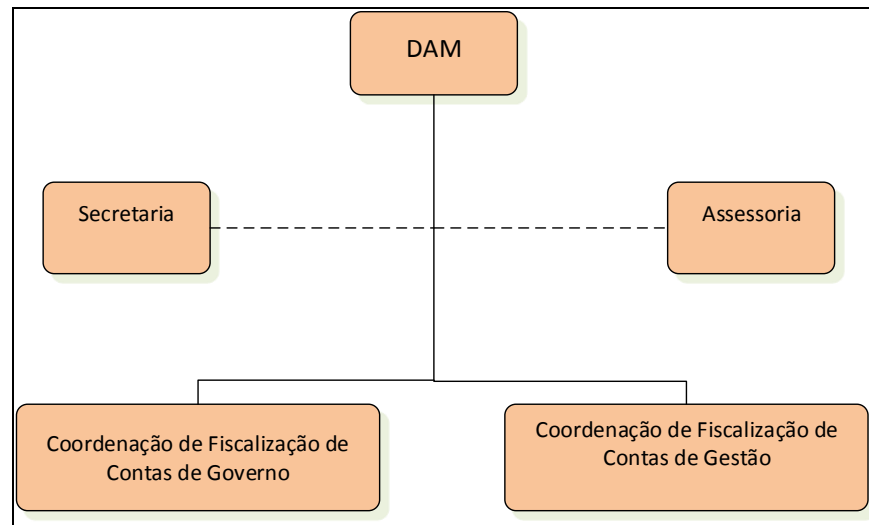 DAM
Secretaria
Assessoria
Coordenação de Fiscalização de
Contas de Governo
Coordenação de Fiscalização de
Contas de Gestão